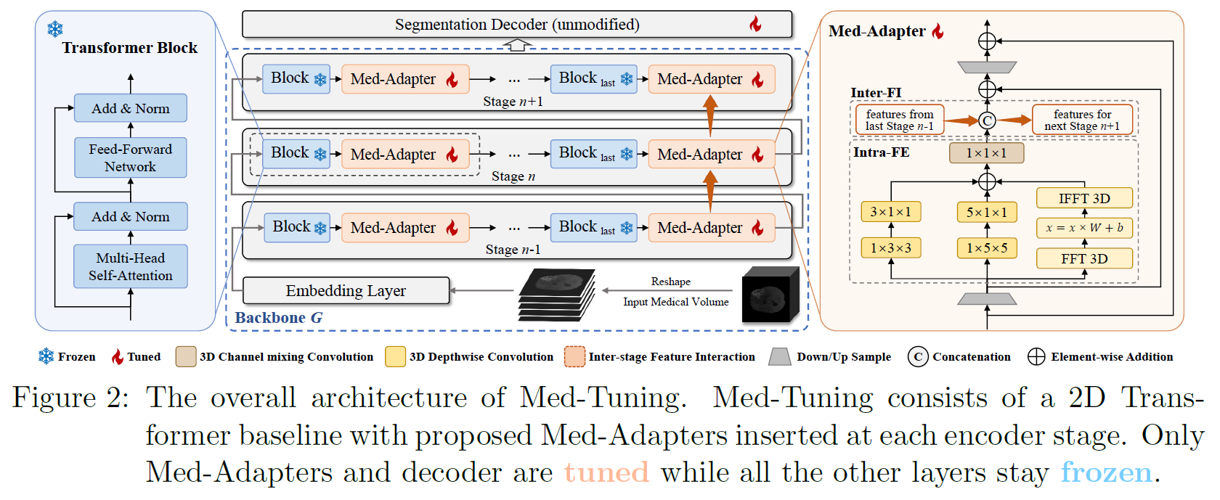 Segmentation Decoder (unmodified)
Transformer Block
Add & Norm
Feed-Forward
Network
Add & Norm
Multi-Head
Self-Attention
Block
Med-Adapter
...
Block last
Med-Adapter
Stage n+1
Block
Med-Adapter
...
Block last
Med-Adapter
Stage n
Block
Med-Adapter
...
Block last
Med-Adapter
Stage n-1
Embedding Layer
Reshape
Input Medical Volume
Backbone G
Med-Adapter
Inter-FI
features from
last Stage n-1
C
features for
next Stage n+1
Intra-FE
1×1×1
3×1×1
5×1×1
IFFT 3D
1×3×3
1×5×5
x = x × W + b
FFT 3D
Frozen
Tuned
3D Channel mixing Convolution
3D Depthwise Convolution
Inter-stage Feature Interaction
Down/Up Sample
C
Concatenation
Element-wise Addition
Figure 2: The overall architecture of Med-Tuning. Med-Tuning consists of a 2D Trans-
former baseline with proposed Med-Adapters inserted at each encoder stage. Only
Med-Adapters and decoder are tuned while all the other layers stay frozen.